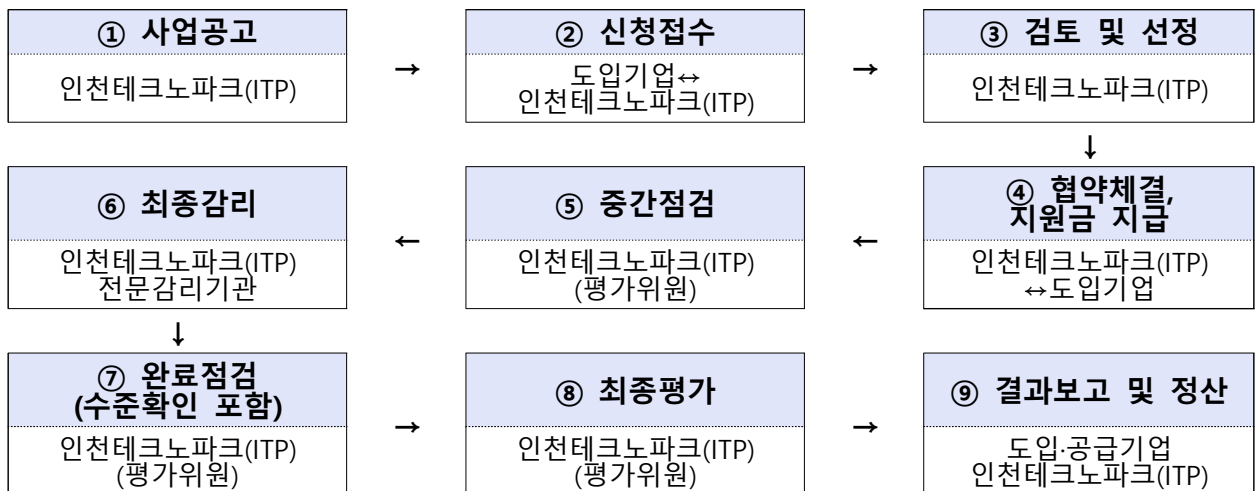 ① 사업공고
인천테크노파크(ITP)
→
② 신청접수
도입기업↔
인천테크노파크(ITP)
→
③ 검토 및 선정
인천테크노파크(ITP)
↓
④ 협약체결,
지원금 지급
인천테크노파크(ITP)
↔도입기업
←
⑤ 중간점검
인천테크노파크(ITP)
(평가위원)
←
⑥ 최종감리
인천테크노파크(ITP)
전문감리기관
↓
⑦ 완료점검
(수준확인 포함)
인천테크노파크(ITP)
(평가위원)
→
⑧ 최종평가
인천테크노파크(ITP)
(평가위원)
→
⑨ 결과보고 및 정산
도입·공급기업
인천테크노파크(ITP)